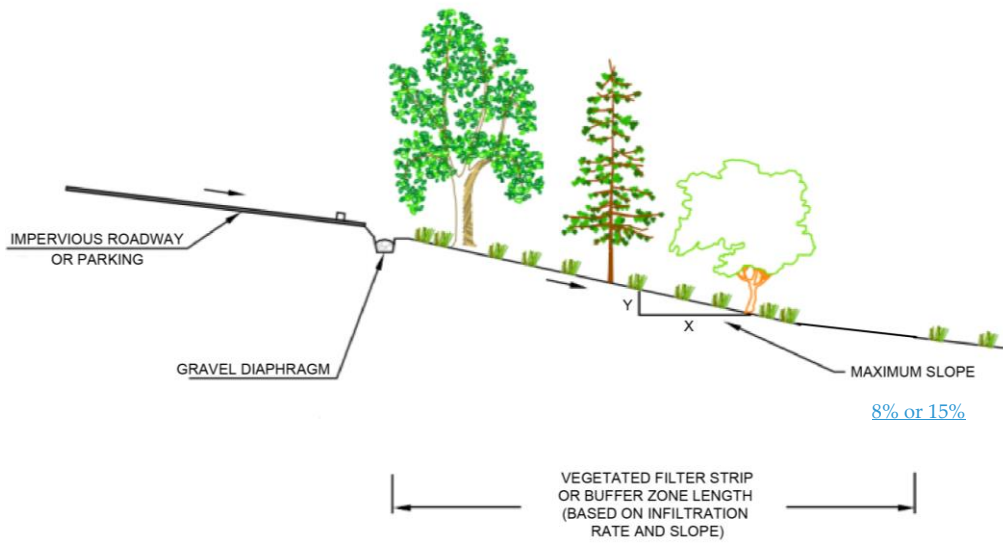 IMPERVIOUS ROADWAY
OR PARKING
GRAVEL DIAPHRAGM
Y
X
MAXIMUM SLOPE
8% or 15%
VEGETATED FILTER STRIP
OR BUFFER ZONE LENGTH
(BASED ON INFILTRATION
RATE AND SLOPE)